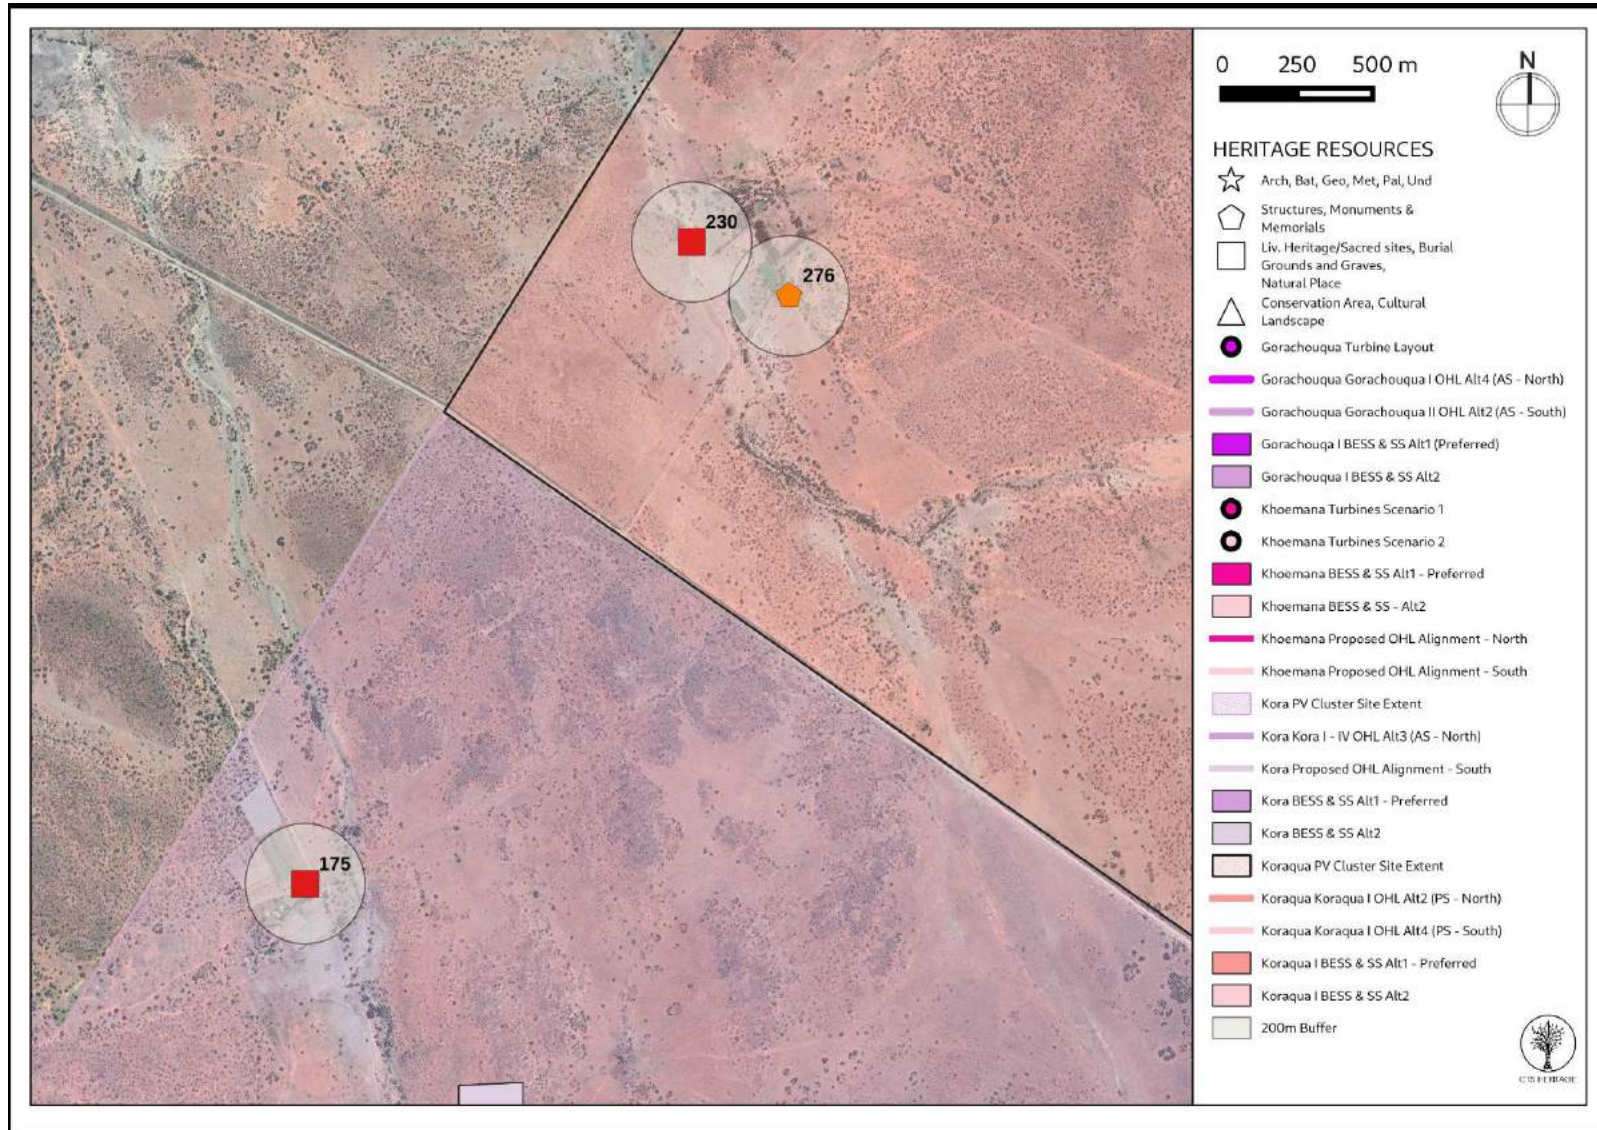 0 250 500 m
N
HERITAGE RESOURCES
Arch, Bat, Geo, Met, Pal, Und
Structures, Monuments &
Memorials
Liv. Heritage/Sacred sites, Burial
Grounds and Graves,
Natural Place
Conservation Area, Cultural
Landscape
Gorachouqua Turbine Layout
Gorachouqua Gorachouqua I OHL Alt4 (AS - North)
Gorachouqua Gorachouqua II OHL Alt2 (AS - South)
Gorachouqa I BESS & SS Alt1 (Preferred)
Gorachouqua I BESS & SS Alt2
Khoemana Turbines Scenario 1
Khoemana Turbines Scenario 2
Khoemana BESS & SS Alt1 - Preferred
Khoemana BESS & SS - Alt2
Khoemana Proposed OHL Alignment - North
Khoemana Proposed OHL Alignment - South
Kora PV Cluster Site Extent
Kora Kora I - IV OHL Alt3 (AS - North)
Kora Proposed OHL Alignment - South
Kora BESS & SS Alt1 - Preferred
Kora BESS & SS Alt2
Koraqua PV Cluster Site Extent
Koraqua Koraqua I OHL Alt2 (PS - North)
Koraqua Koraqua I OHL Alt4 (PS - South)
Koraqua I BESS & SS Alt1 - Preferred
Koraqua I BESS & SS Alt2
200m Buffer
CTS HERITAGE
230
276
175